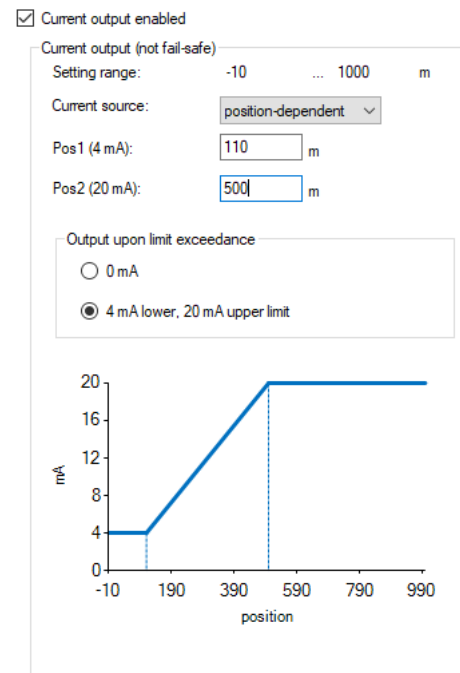 Current output enabled
Current output (not fail-safe)
Setting range: -10 ... 1000 m
Current source: position-dependent
Pos1 (4 mA): 110 m
Pos2 (20 mA): 500 m
Output upon limit exceedance
0 mA
4 mA lower, 20 mA upper limit
20
16
12
mA
8
4
0
-10 190 390 590 790 990
position